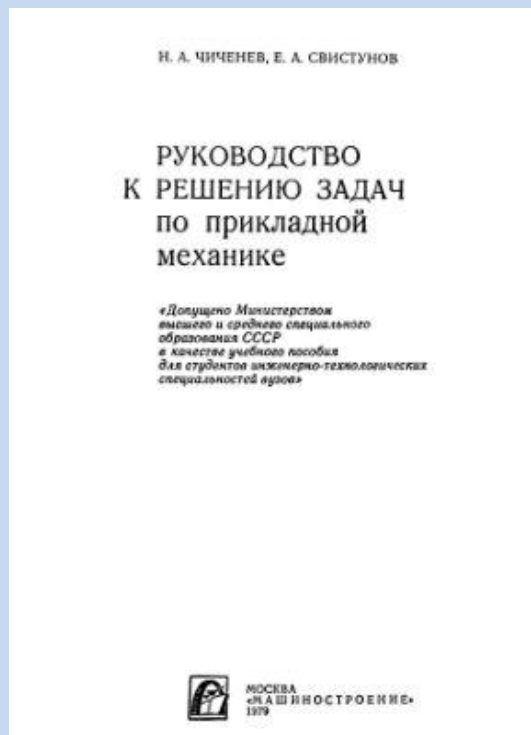 Н. А. ЧИЧЕНЕВ, Е. А. СВИСТУНОВ
РУКОВОДСТВО
К РЕШЕНИЮ ЗАДАЧ
по прикладной
механике
«Допущено Министерством
высшего и среднего специального
образования СССР
в качестве учебного пособия
для студентов инженерно-технологических
специальностей вузов»
МОСКВА
«МАШИНОСТРОЕНИЕ»
1979